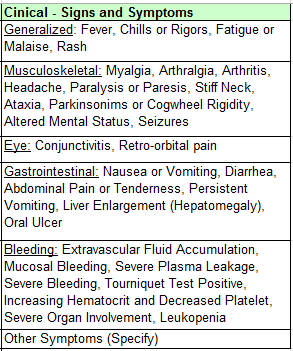 Cinical - Signs and Symptoms
Generalized: Fever, Chills or Rigors, Fatigue or
Malaise, Rash
Musculoskeletal: Myalgia, Arthralgia, Arthritis,
Headache, Paralysis or Paresis, Stiff Neck,
Ataxia, Parkinsonims or Cogwheel Rigidity,
Altered Mental Status, Seizures
Eye: Conjunctivitis, Retro-orbital pain
Gastrointestinal: Nausea or Vomiting, Diarrhea,
Abdominal Pain or Tenderness, Persistent
Vomiting, Liver Enlargement (Hepatomegaly),
Oral Ulcer
Bleeding: Extravascular Fluid Accumulation,
Mucosal Bleeding, Severe Plasma Leakage,
Severe Bleeding, Tourniquet Test Positive,
Increasing Hematocrit and Decreased Platelet,
Severe Organ Involvement, Leukopenia
Other Symptoms (Specify)